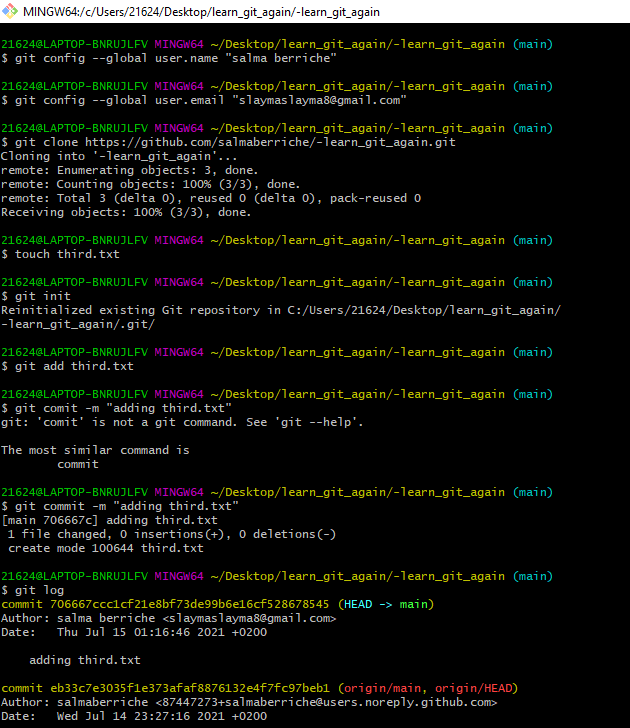 MINGW64:/c/Users/21624/Desktop/learn_git_again/-learn_git_again
21624@LAPTOP-BNRUJLFV MINGW64 ~/Desktop/learn_git_again/-learn_git_again (main)
$ git config --global user.name "salma berriche"
21624@LAPTOP-BNRUJLFV MINGW64 ~/Desktop/learn_git_again/-learn_git_again (main)
$ git config --global user.email "slaymaslayma8@gmail.com"
21624@LAPTOP-BNRUJLFV MINGW64 ~/Desktop/learn_git_again/-learn_git_again (main)
$ git clone https://github.com/salmaberriche/-learn_git_again.git
Cloning into '-learn_git_again'...
remote: Enumerating objects: 3, done.
remote: Counting objects: 100% (3/3), done.
remote: Total 3 (delta 0), reused 0 (delta 0), pack-reused 0
Receiving objects: 100% (3/3), done.
21624@LAPTOP-BNRUJLFV MINGW64 ~/Desktop/learn_git_again/-learn_git_again (main)
$ touch third.txt
21624@LAPTOP-BNRUJLFV MINGW64 ~/Desktop/learn_git_again/-learn_git_again (main)
$ git init
Reinitialized existing Git repository in C:/Users/21624/Desktop/learn_git_again/
-learn_git_again/.git/
21624@LAPTOP-BNRUJLFV MINGW64 ~/Desktop/learn_git_again/-learn_git_again (main)
$ git add third.txt
21624@LAPTOP-BNRUJLFV MINGW64 ~/Desktop/learn_git_again/-learn_git_again (main)
$ git comit -m "adding third.txt"
git: 'comit' is not a git command. See 'git --help'.
The most similar command is
commit
21624@LAPTOP-BNRUJLFV MINGW64 ~/Desktop/learn_git_again/-learn_git_again (main)
$ git commit -m "adding third.txt"
[main 706667c] adding third.txt
1 file changed, 0 insertions(+), 0 deletions(-)
create mode 100644 third.txt
21624@LAPTOP-BNRUJLFV MINGW64 ~/Desktop/learn_git_again/-learn_git_again (main)
$ git log
commit 706667ccc1cf21e8bf73de99b6e16cf528678545 (HEAD -> main)
Author: salma berriche <slaymaslayma8@gmail.com>
Date: Thu Jul 15 01:16:46 2021 +0200
adding third.txt
commit eb33c7e3035f1e373afaf8876132e4f7fc97beb1 (origin/main, origin/HEAD)
Author: salmaberriche <87447273+salmaberriche@users.noreply.github.com>
Date: Wed Jul 14 23:27:16 2021 +0200